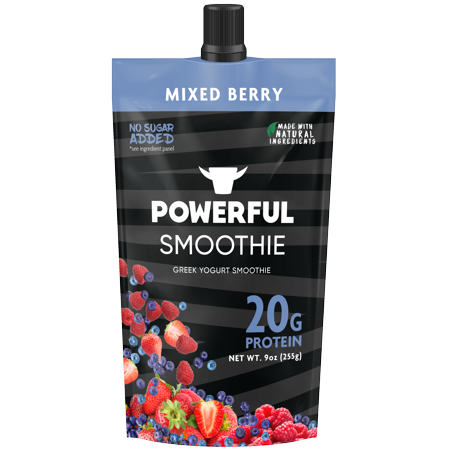 MIXED BERRY
NO SUGAR
ADDED
*see ingredient panel
MADE WITH
NATURAL
INGREDIENTS
POWERFUL
SMOOTHIE
GREEK YOGURT SMOOTHIE
20G
PROTEIN
NET WT. 9oz (255g)